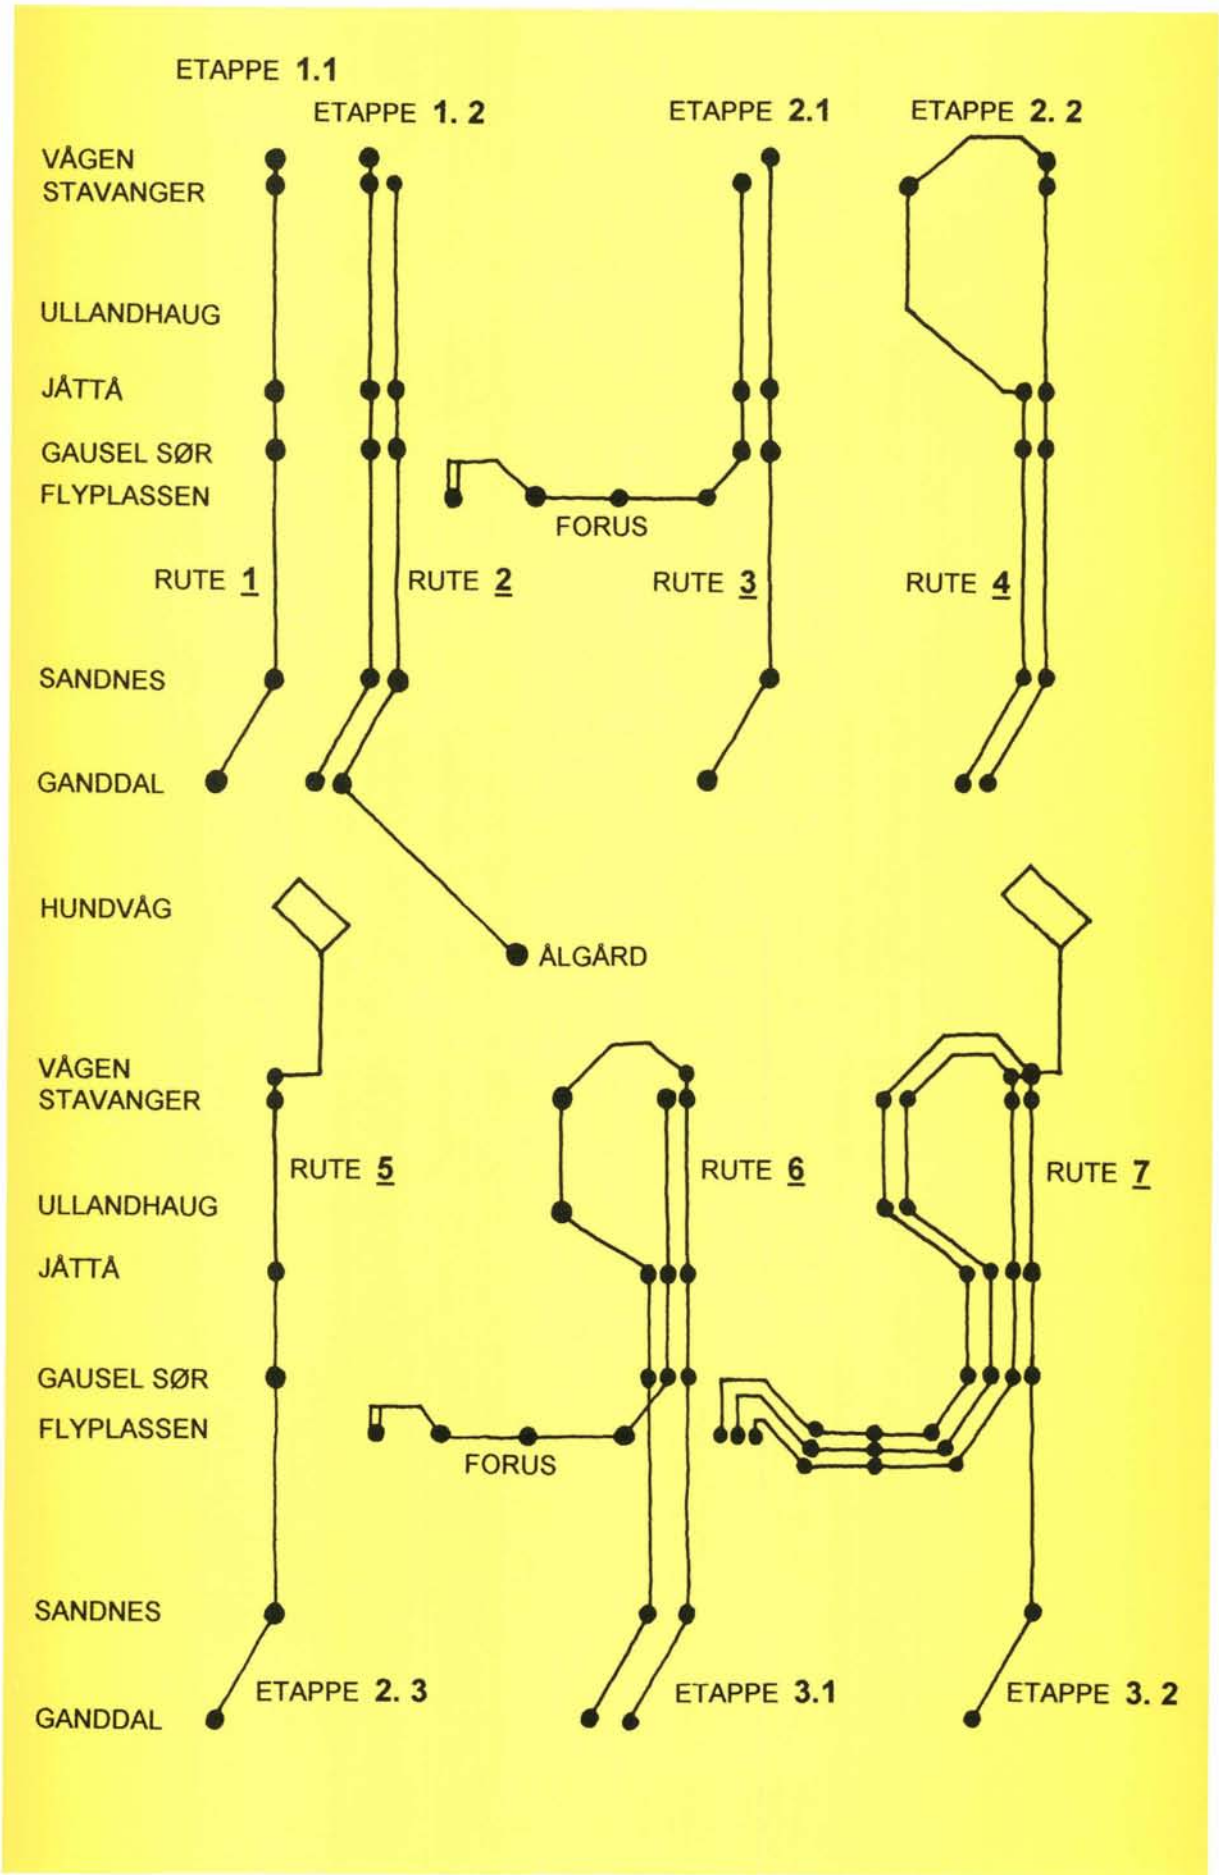 ETAPPE 1.1
ETAPPE 1. 2
ETAPPE 2.1
ETAPPE 2. 2
VÅGEN
STAVANGER
ULLANDHAUG
JÅTTÅ
GAUSEL SØR
FLYPLASSEN
FORUS
RUTE 1
RUTE 2
RUTE 3
RUTE 4
SANDNES
GANDDAL
HUNDVÅG
ÅLGÅRD
VÅGEN
STAVANGER
RUTE 5
RUTE 6
RUTE 7
ULLANDHAUG
JÅTTÅ
GAUSEL SØR
FLYPLASSEN
FORUS
SANDNES
ETAPPE 2. 3
ETAPPE 3.1
ETAPPE 3. 2
GANDDAL